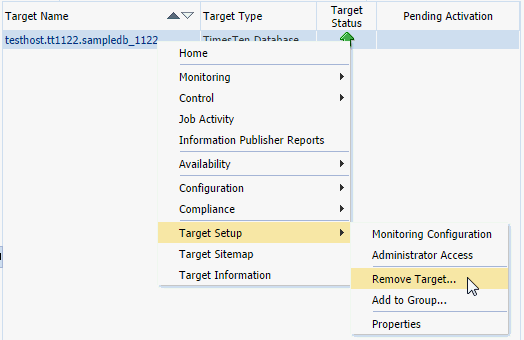 Target Name Target Type Target Status Pending Activation
testhost.tt1122.sampledb_1122 TimesTen Database
Home
Monitoring
Control
Job Activity
Information Publisher Reports
Availability
Configuration
Compliance
Target Setup
Target Sitemap
Target Information
Monitoring Configuration
Administrator Access
Remove Target...
Add to Group...
Properties